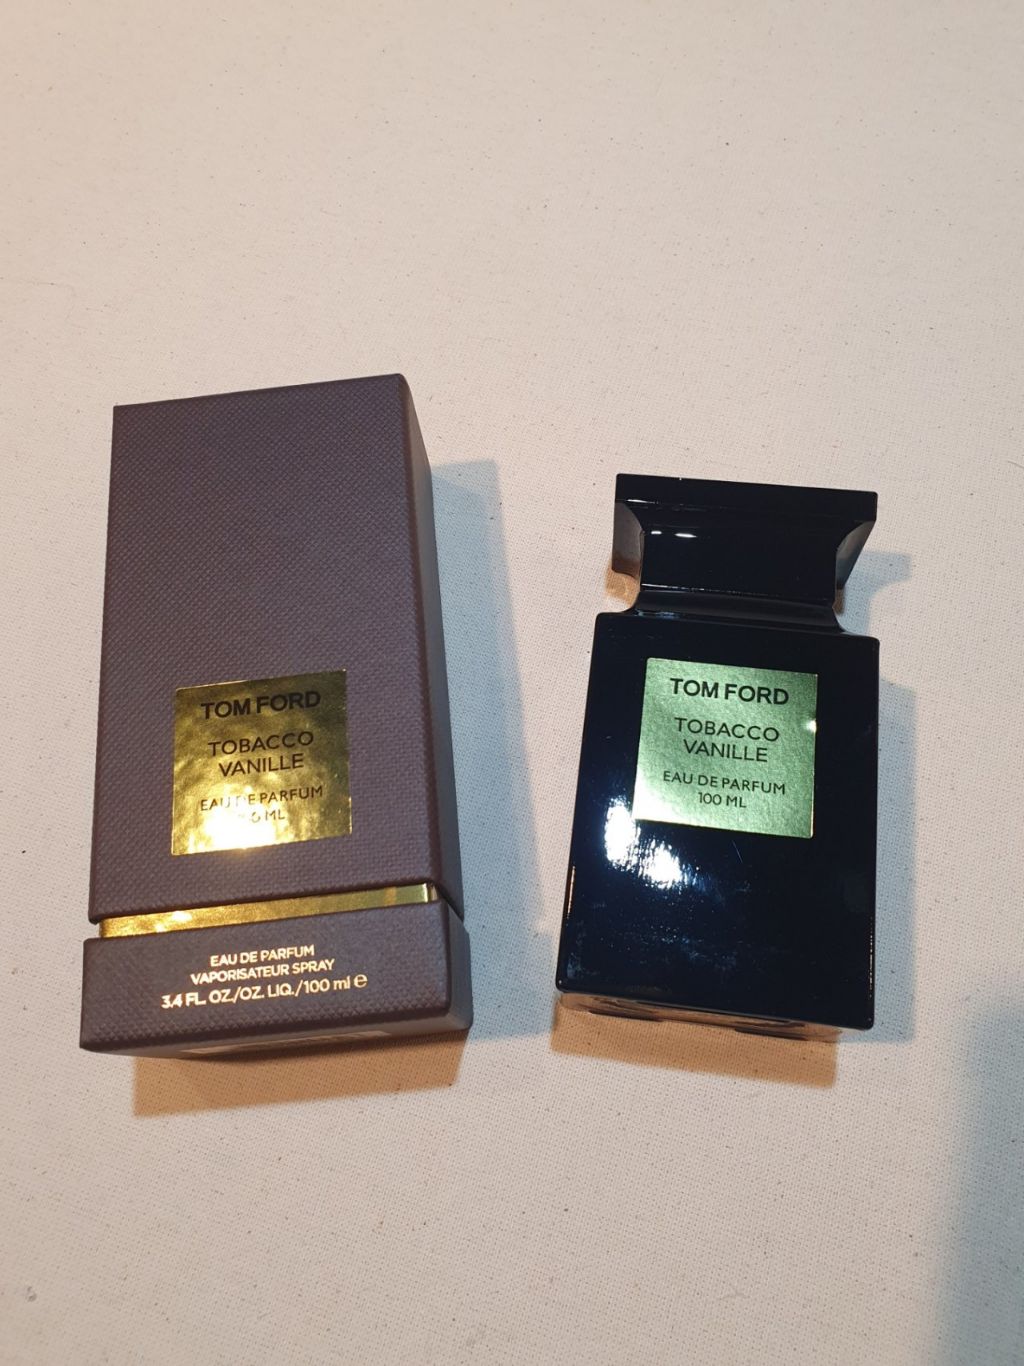 TOM FORD
TOBACCO
VANILLE
EAU DE PARFUM
ML
EAU DE PARFUM
VAPORISATEUR SPRAY
3.4 FL. OZ./OZ. LIQ./100 ml e
TOM FORD
TOBACCO
VANILLE
EAU DE PARFUM
100 ML